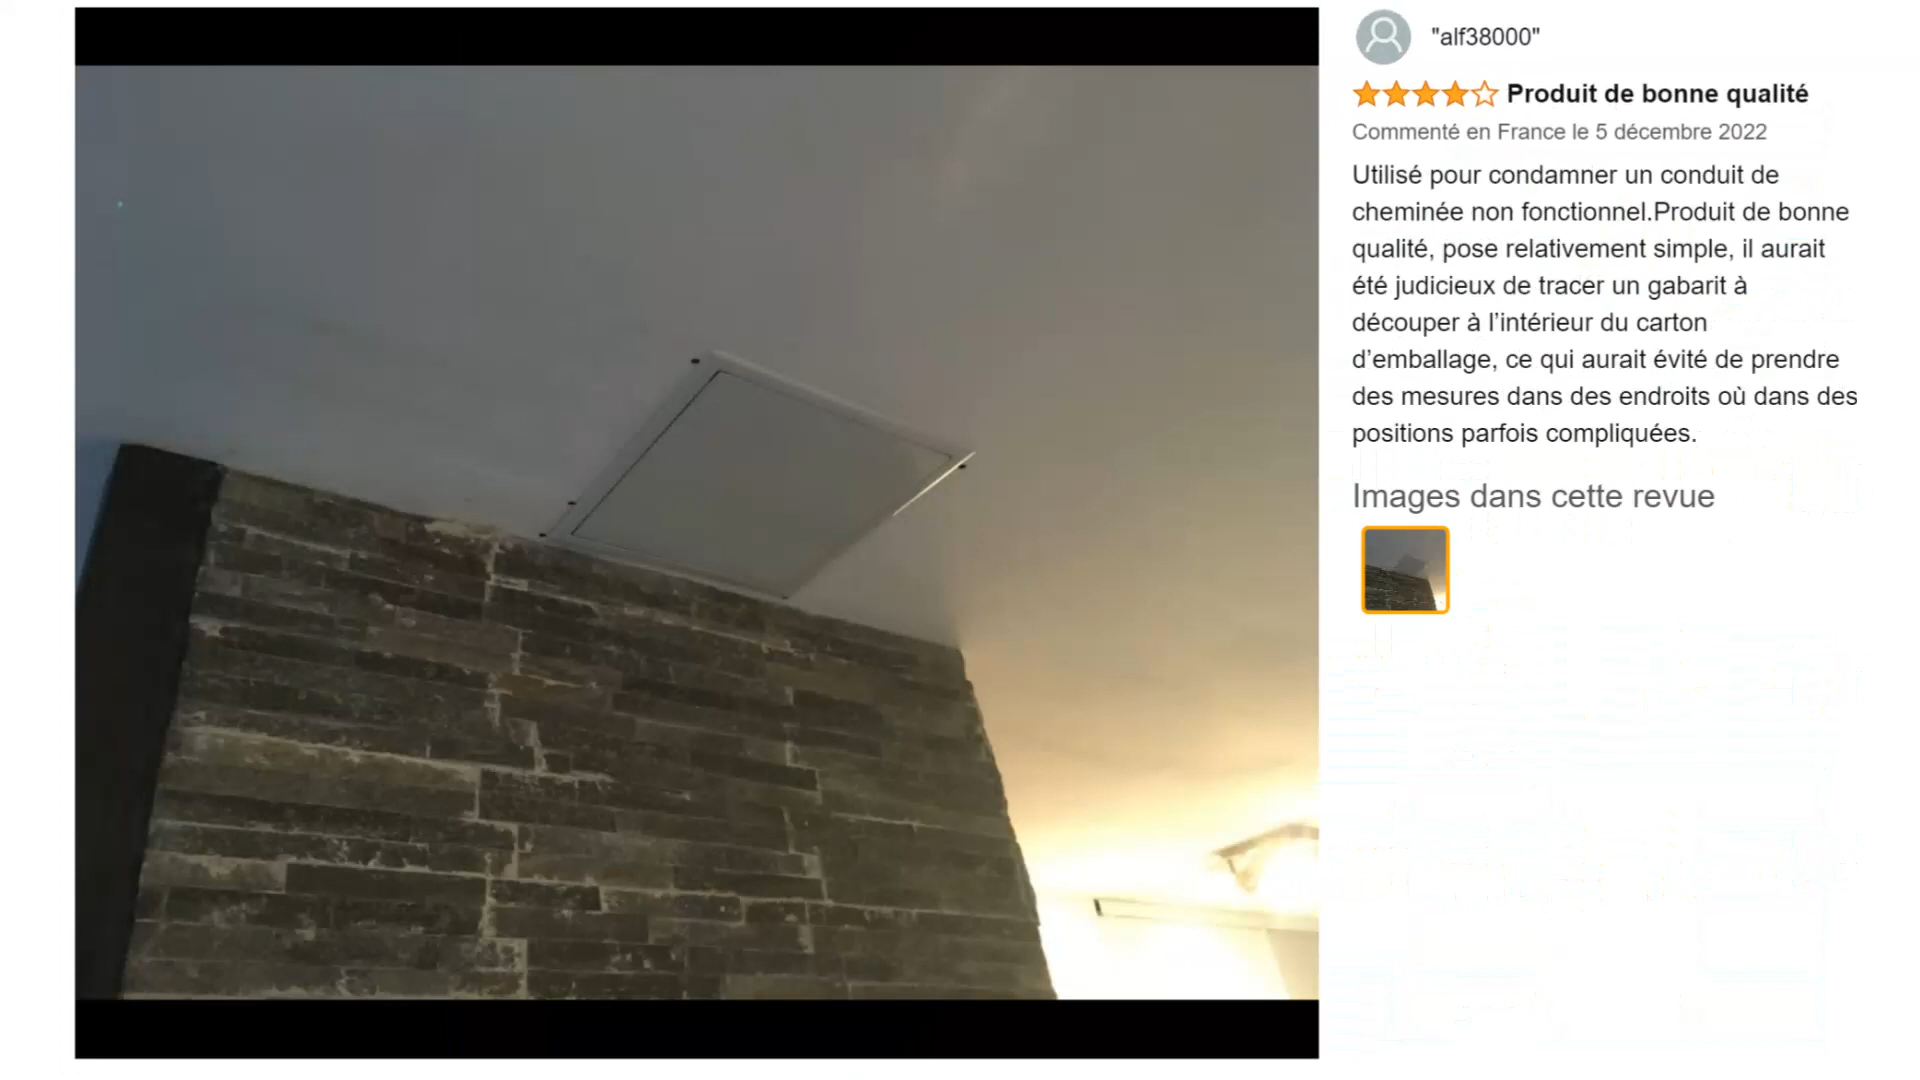 "alf38000"
Produit de bonne qualité
Commenté en France le 5 décembre 2022
Utilisé pour condamner un conduit de
cheminée non fonctionnel.Produit de bonne
qualité, pose relativement simple, il aurait
été judicieux de tracer un gabarit à
découper à l’intérieur du carton
d’emballage, ce qui aurait évité de prendre
des mesures dans des endroits où dans des
positions parfois compliquées.
Images dans cette revue